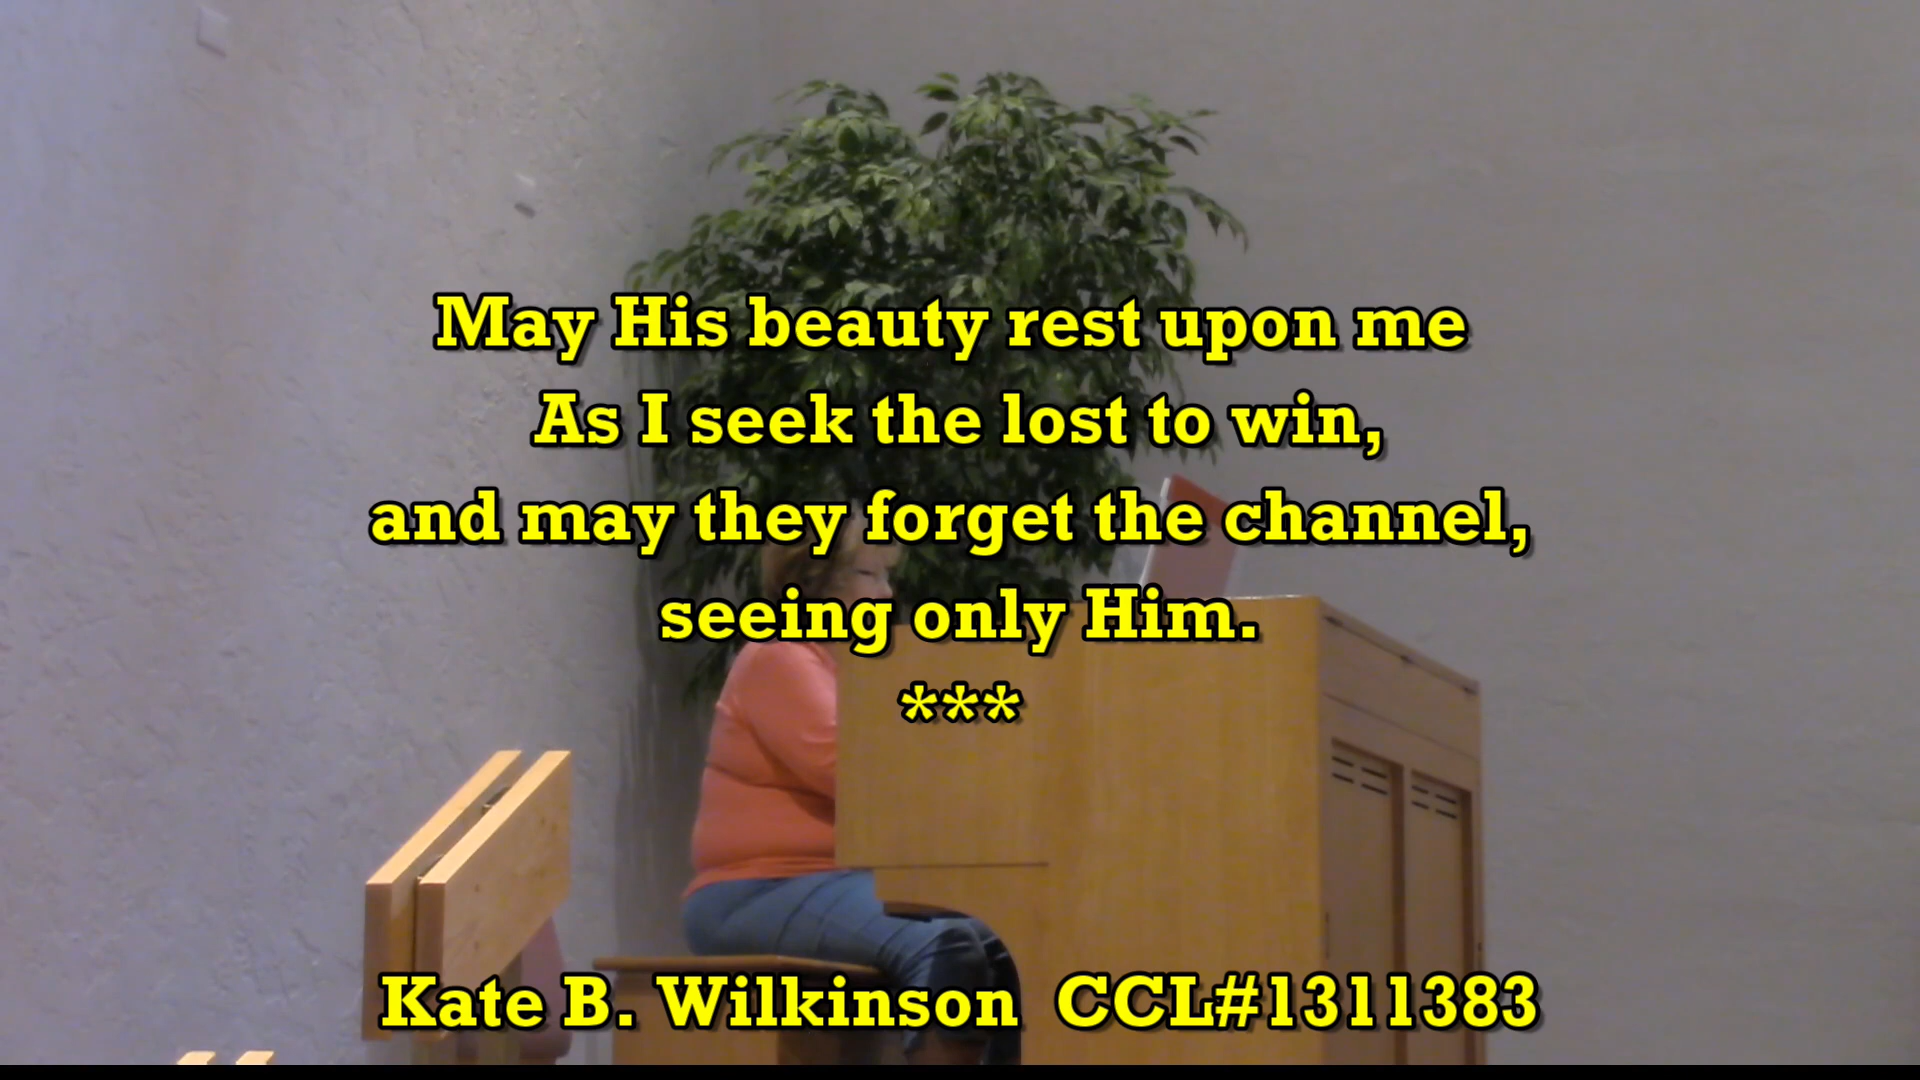 May His beauty rest upon me
As I seek the lost to win,
and may they forget the channel,
seeing only Him.
***
Kate B. Wilkinson  CCL#1311383